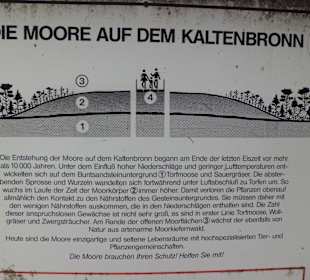 DIE MOORE AUF DEM KALTENBRONN
3
2
4
1
Die Entstehung der Moore auf dem Kaltenbronn begann am Ende der letzten Eiszeit vor mehr
als 10 000 Jahren. Unter dem Einfluß hoher Niederschläge und geringer Lufttemperaturen ent-
wickelten sich auf dem Buntsandsteinuntergrund 1 Torfmoose und Sauergräser. Die abster-
benden Sprosse und Wurzeln wandelten sich fortwährend unter Luftabschluß zu Torfen um. So
wuchs im Laufe der Zeit der Moorkörper 2 immer höher. Damit verloren die Pflanzen überaus
allmählich den Kontakt zu den Nährstoffen des Gesteinsuntergrundes. Sie mußten daher mit
den wenigen Nährstoffen auskommen, die in den Niederschlägen enthalten sind. Die Zahl
dieser anspruchslosen Gewächse ist nicht sehr groß, es sind in erster Linie Torfmoose, Woll-
gräser und Zwergsträucher. Am Rande der offenen Moorflächen 3 wächst der ebenfalls von
Natur aus artenarme Moorkiefernwald.
Heute sind die Moore einzigartige und seltene Lebensräume mit hochspezialisierten Tier- und
Pflanzengemeinschaften.
Die Moore brauchen Ihren Schutz! Helfen Sie mit!